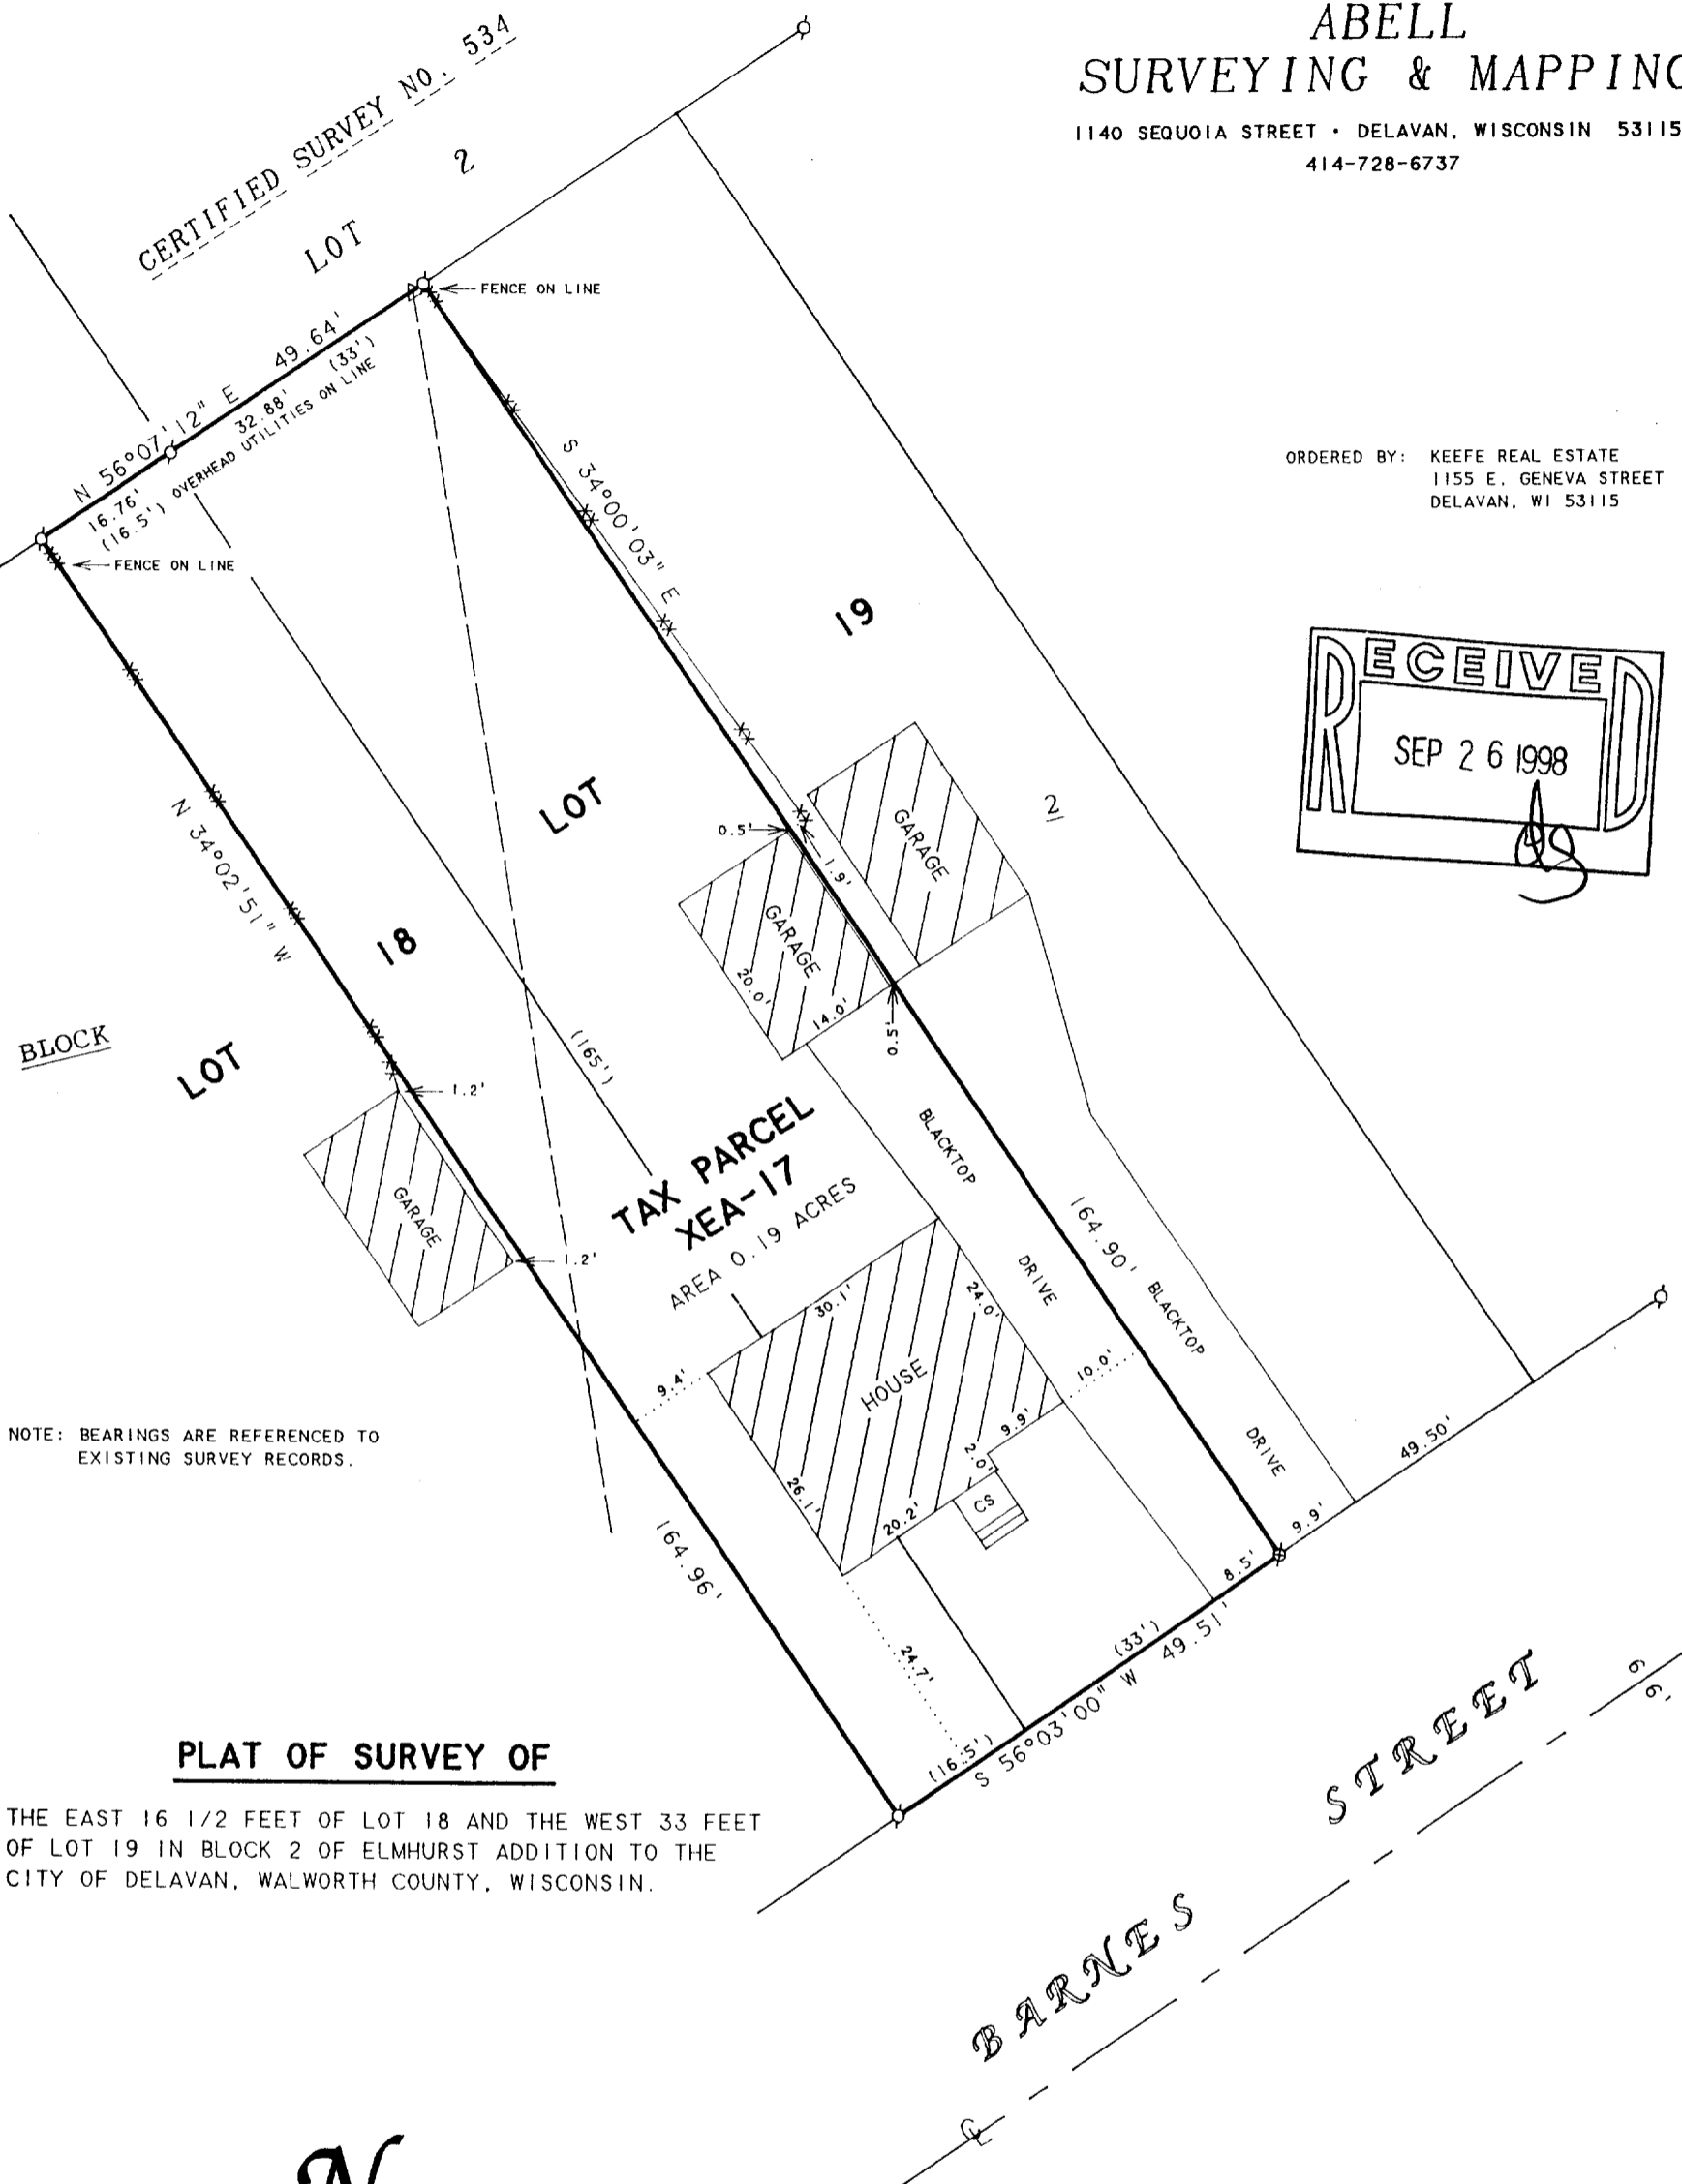 ABELL
SURVEYING & MAPPING
1140 SEQUOIA STREET • DELAVAN, WISCONSIN 53115
414-728-6737
CERTIFIED SURVEY NO. 534
LOT 2
FENCE ON LINE
N 56°07'12" E 49.64'
32.88' (33')
16.76'
(16.5') OVERHEAD UTILITIES ON LINE
FENCE ON LINE
S 34°00'03" E
ORDERED BY: KEEFE REAL ESTATE
1155 E. GENEVA STREET
DELAVAN, WI 53115
RECEIVED
SEP 26 1998
LOT 19
2
GARAGE
0.5'
1.9'
GARAGE
20.0'
14.0'
0.5'
N 34°02'51" W
BLOCK
LOT 18
(165')
1.2'
GARAGE
1.2'
TAX PARCEL
XEA-17
AREA 0.19 ACRES
BLACKTOP
DRIVE
164.90'
BLACKTOP
DRIVE
30.1'
24.0'
HOUSE
9.4'
10.0'
9.9'
2.0'
CS
26.1'
20.2'
NOTE: BEARINGS ARE REFERENCED TO
EXISTING SURVEY RECORDS.
164.96'
24.7'
49.50'
9.9'
8.5'
(33')
(16.5')
S 56°03'00" W 49.51'
66'
PLAT OF SURVEY OF
THE EAST 16 1/2 FEET OF LOT 18 AND THE WEST 33 FEET
OF LOT 19 IN BLOCK 2 OF ELMHURST ADDITION TO THE
CITY OF DELAVAN, WALWORTH COUNTY, WISCONSIN.
BARNES STREET
CL
N